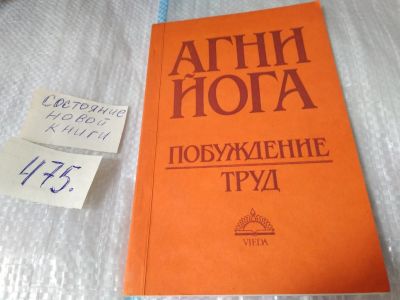 АГНИ
ЙОГА
ПОБУЖДЕНИЕ
ТРУД
VIEDA
СОСТОЯНИЕ
НОВОЙ
КНИГИ
475.